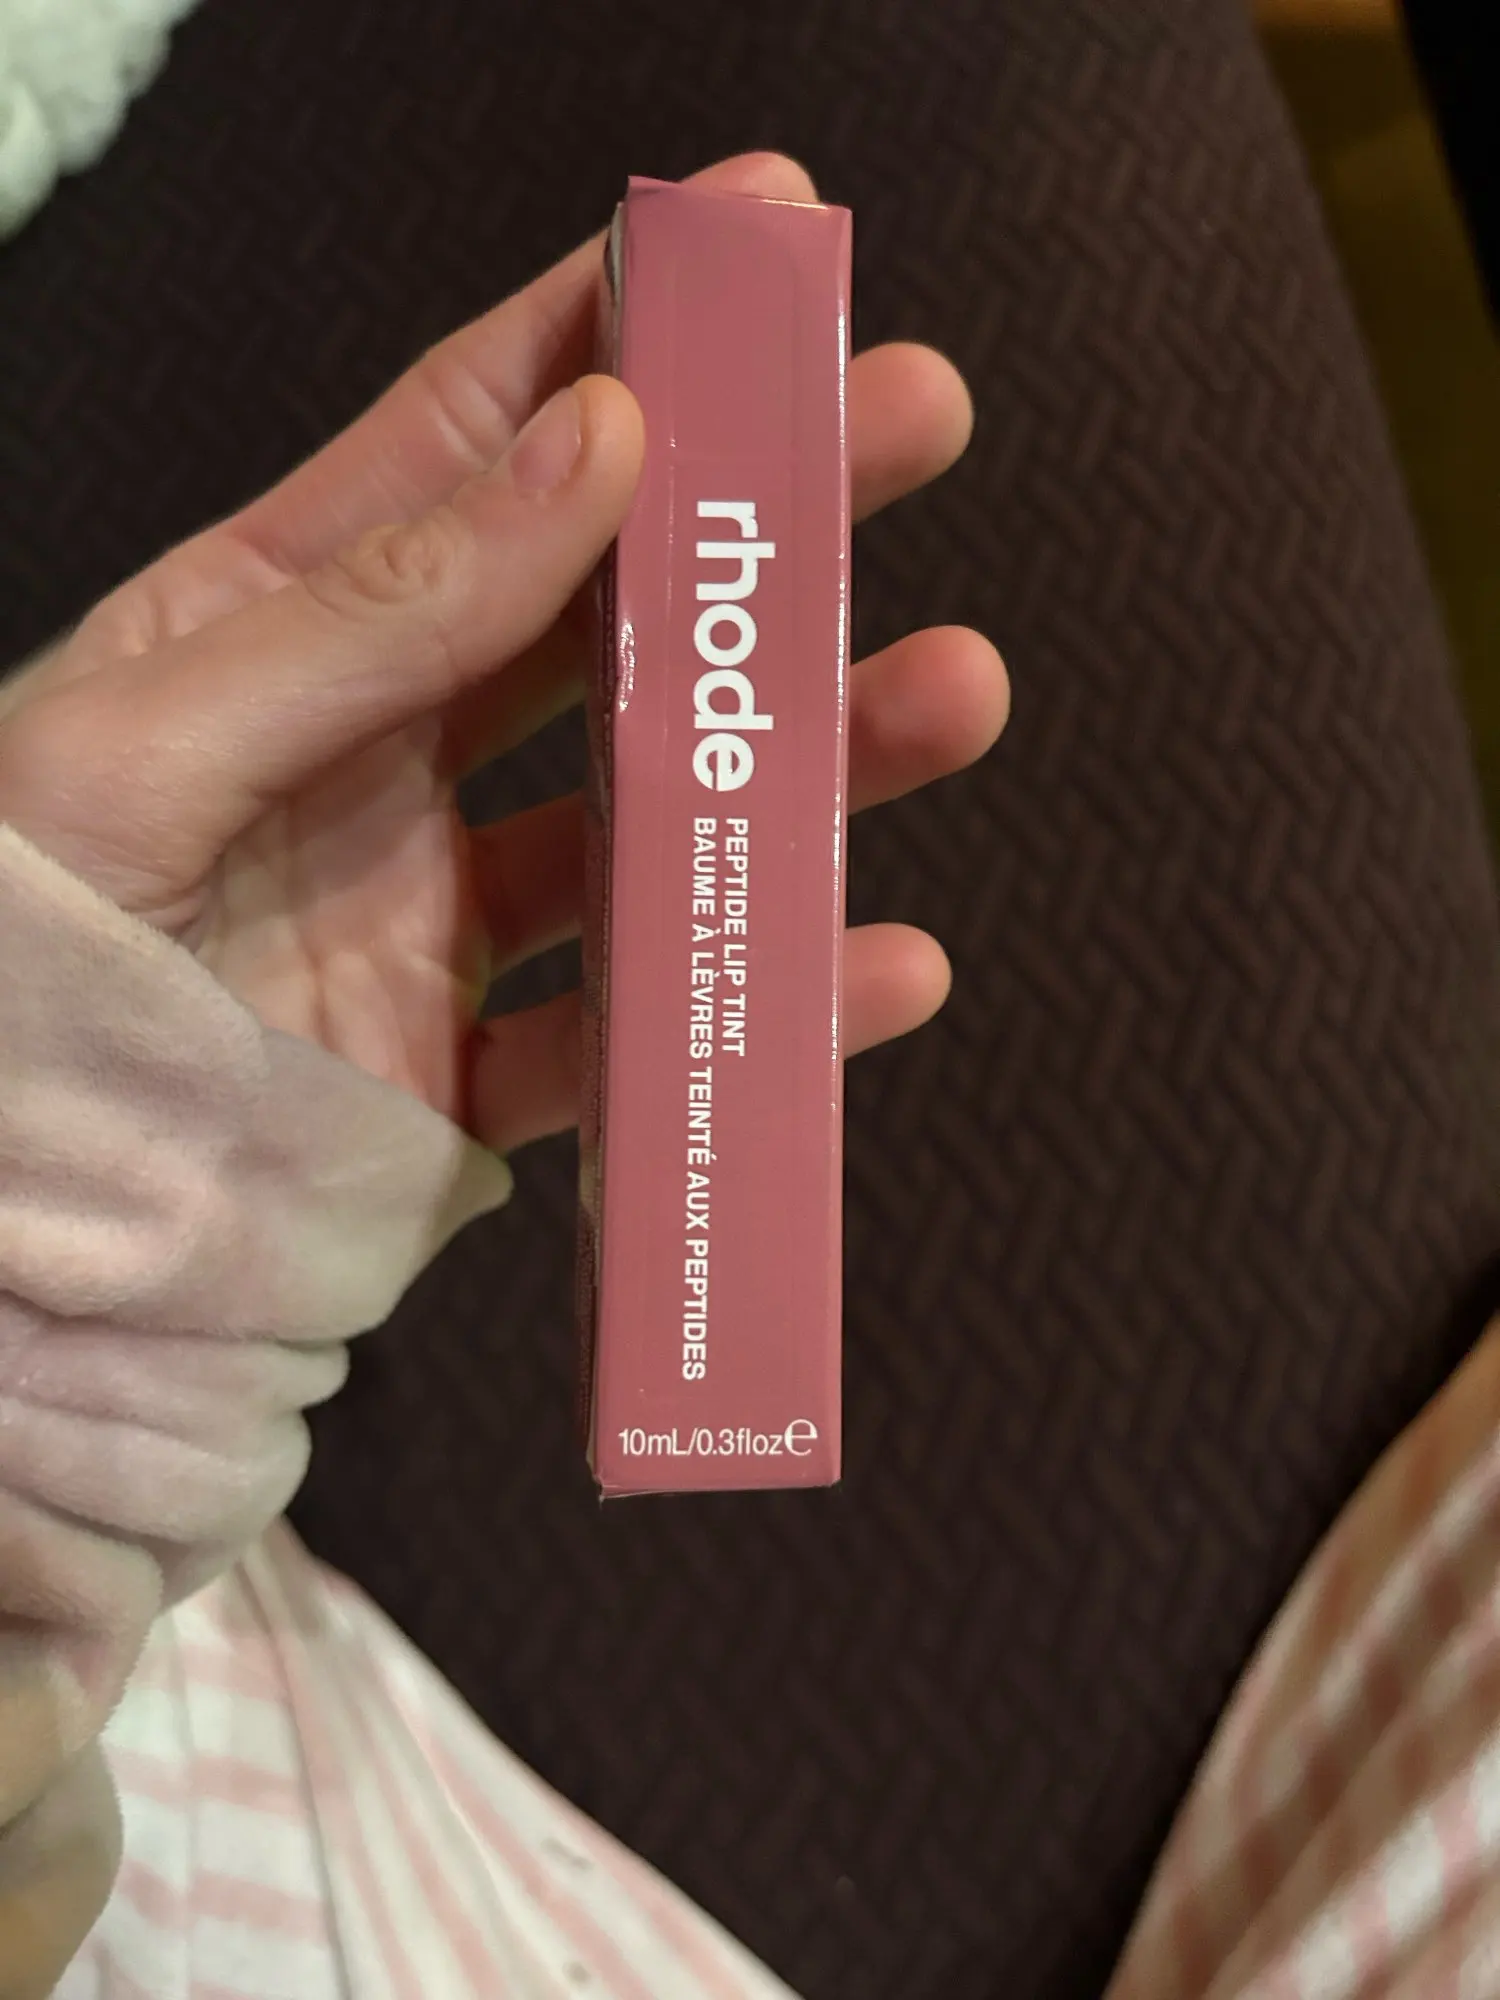 rhode
PEPTIDE LIP TINT
BAUME À LÈVRES TEINTÉ AUX PEPTIDES
10mL/0.3floz℮